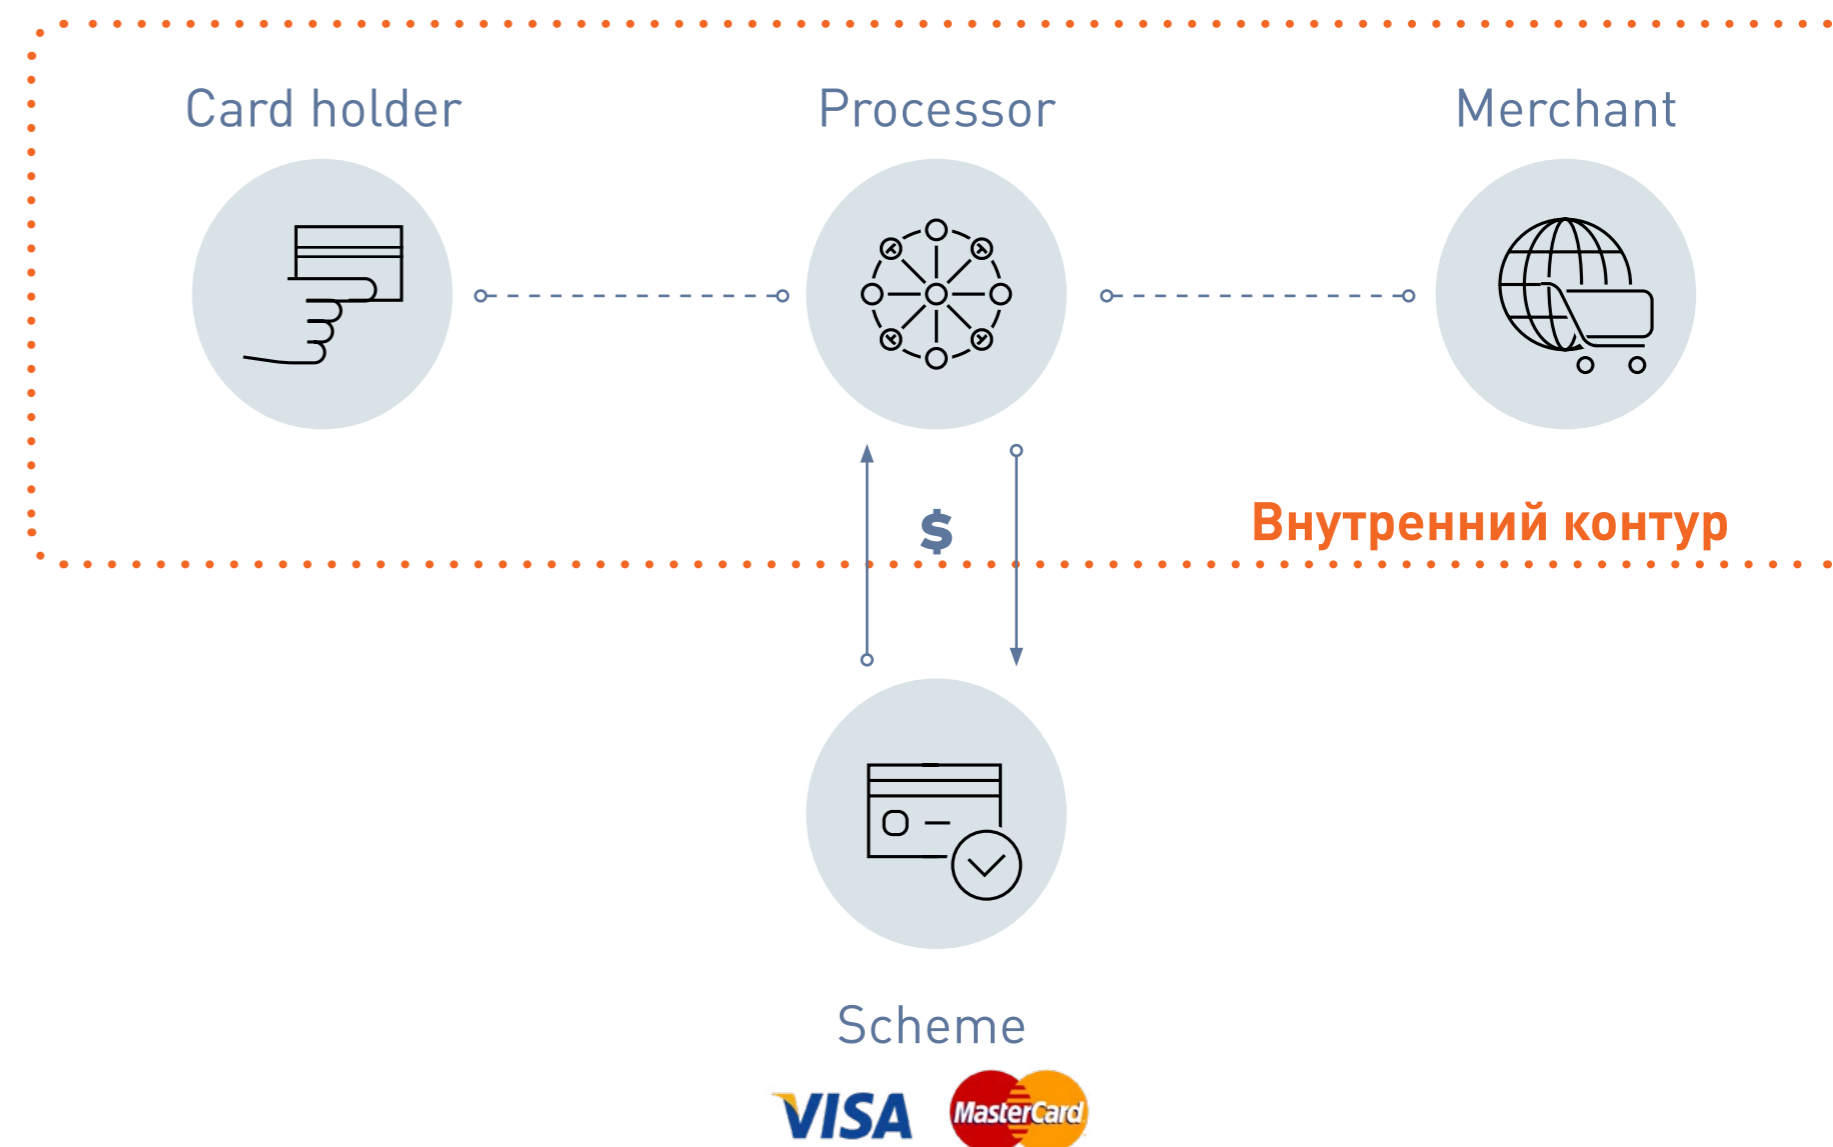 Card holder
Processor
Merchant
$
Внутренний контур
Scheme
VISA
MasterCard